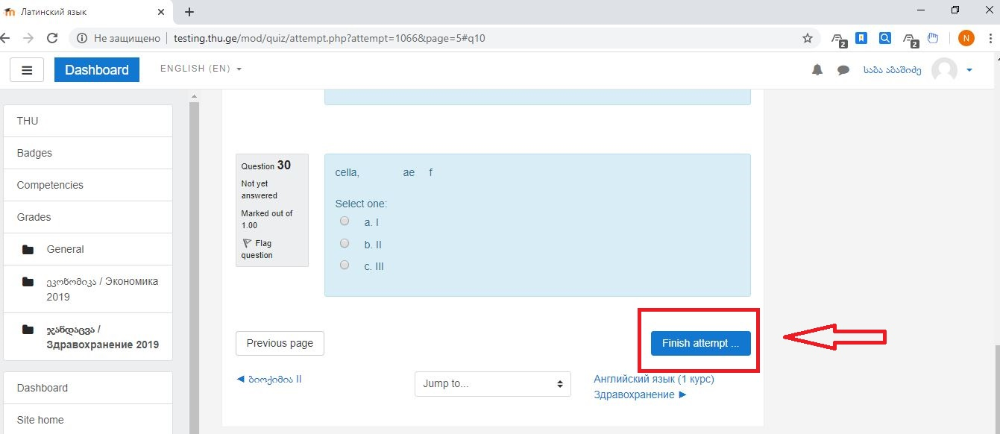 Латинский язык
Не защищено
testing.thu.ge/mod/quiz/attempt.php?attempt=1066&page=5#q10
2
2
N
Dashboard
ENGLISH (EN)
საბა აბაშიძე
THU
Badges
Competencies
Grades
General
ეკონომიკა / Экономика
2019
ჯანდაცვა /
Здравохранение 2019
Dashboard
Site home
Question 30
Not yet
answered
Marked out of
1.00
Flag
question
cella, ae f
Select one:
a. I
b. II
c. III
Previous page
Finish attempt ...
◄ ბიოქიმია II
Jump to...
Английский язык (1 курс)
Здравохранение ►